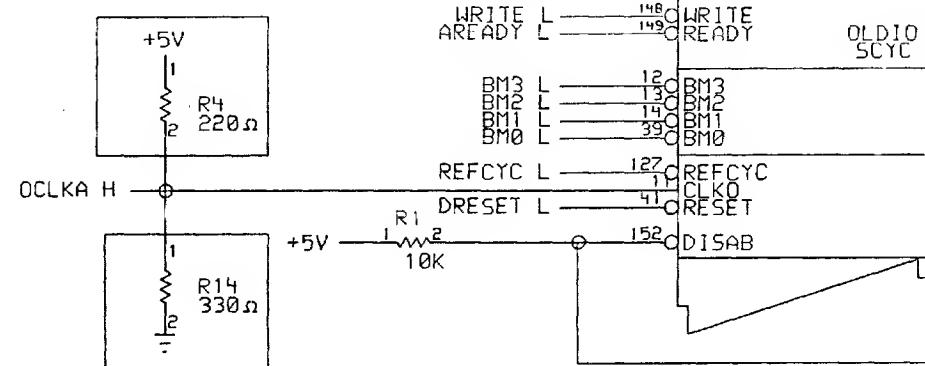 WRITE L 148 WRITE
AREADY L 149 READY
OLDIO
SCYC
+5V
1
R4
220Ω
2
BM3 L 12 BM3
BM2 L 13 BM2
BM1 L 14 BM1
BM0 L 39 BM0
REFCYC L 127 REFCYC
OCLKA H 11 CLKO
DRESET L 41 RESET
R1
+5V 1 2 152 DISAB
10K
1
R14
330Ω
2